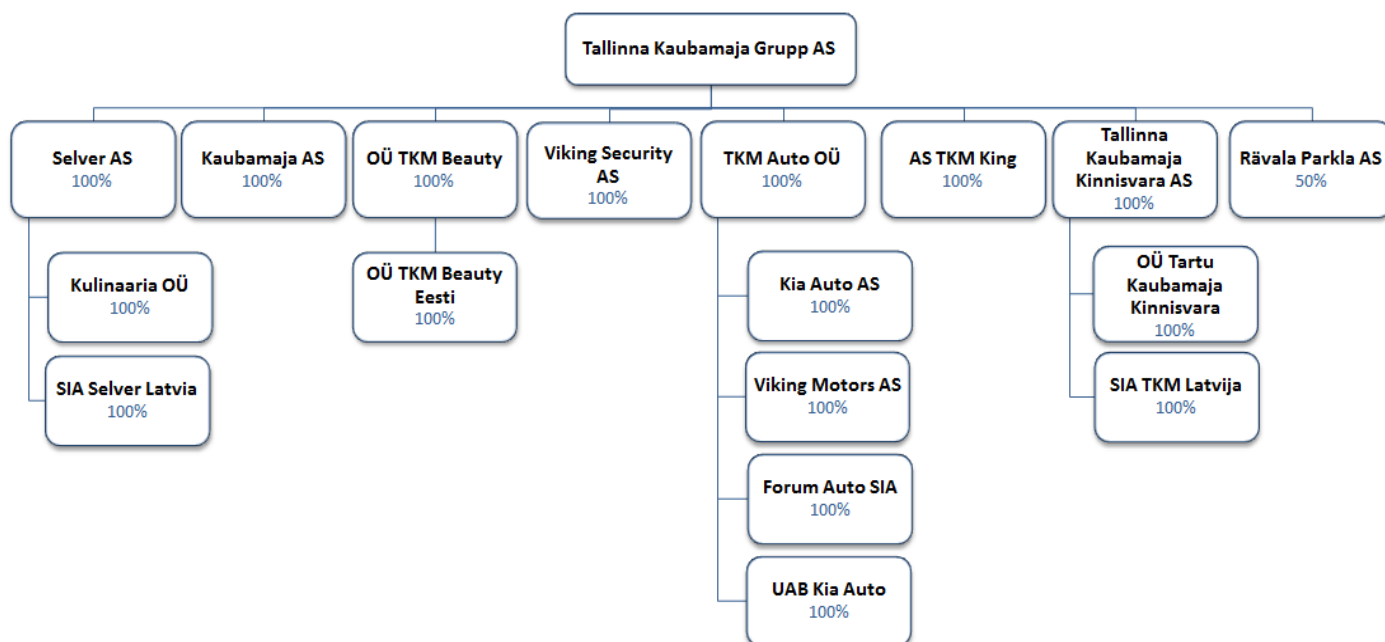 Tallinna Kaubamaja Grupp AS
Selver AS
100%
Kaubamaja AS
100%
OÜ TKM Beauty
100%
Viking Security
AS
100%
TKM Auto OÜ
100%
AS TKM King
100%
Tallinna
Kaubamaja
Kinnisvara AS
100%
Rävala Parkla AS
50%
Kulinaaria OÜ
100%
SIA Selver Latvia
100%
OÜ TKM Beauty
Eesti
100%
Kia Auto AS
100%
Viking Motors AS
100%
Forum Auto SIA
100%
UAB Kia Auto
100%
OÜ Tartu
Kaubamaja
Kinnisvara
100%
SIA TKM Latvija
100%